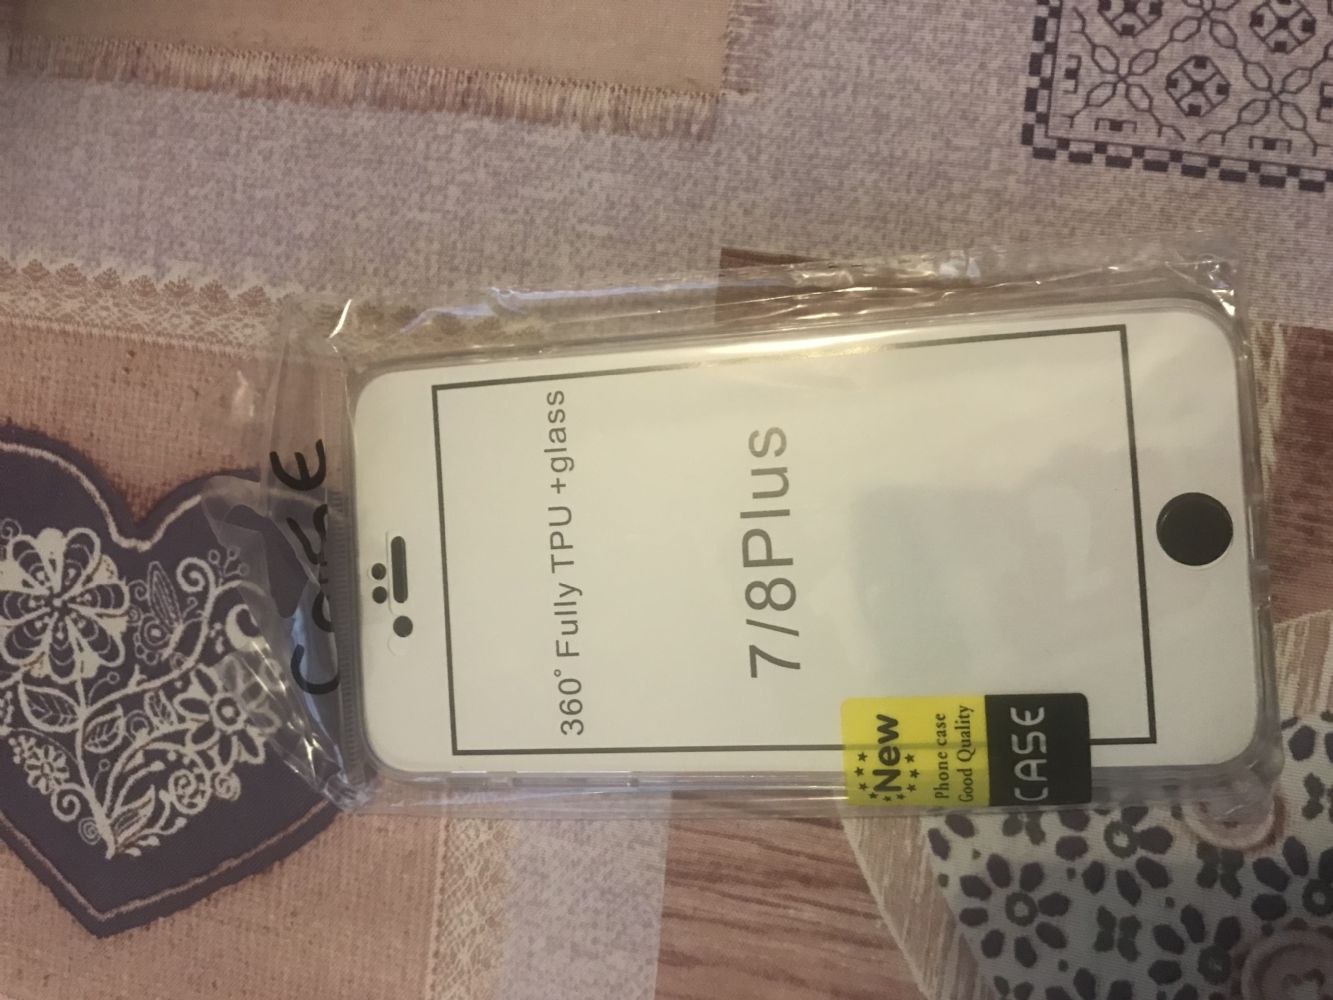 Case
360° Fully TPU +glass
7/8Plus
New
Phone case
Good Quality
CASE